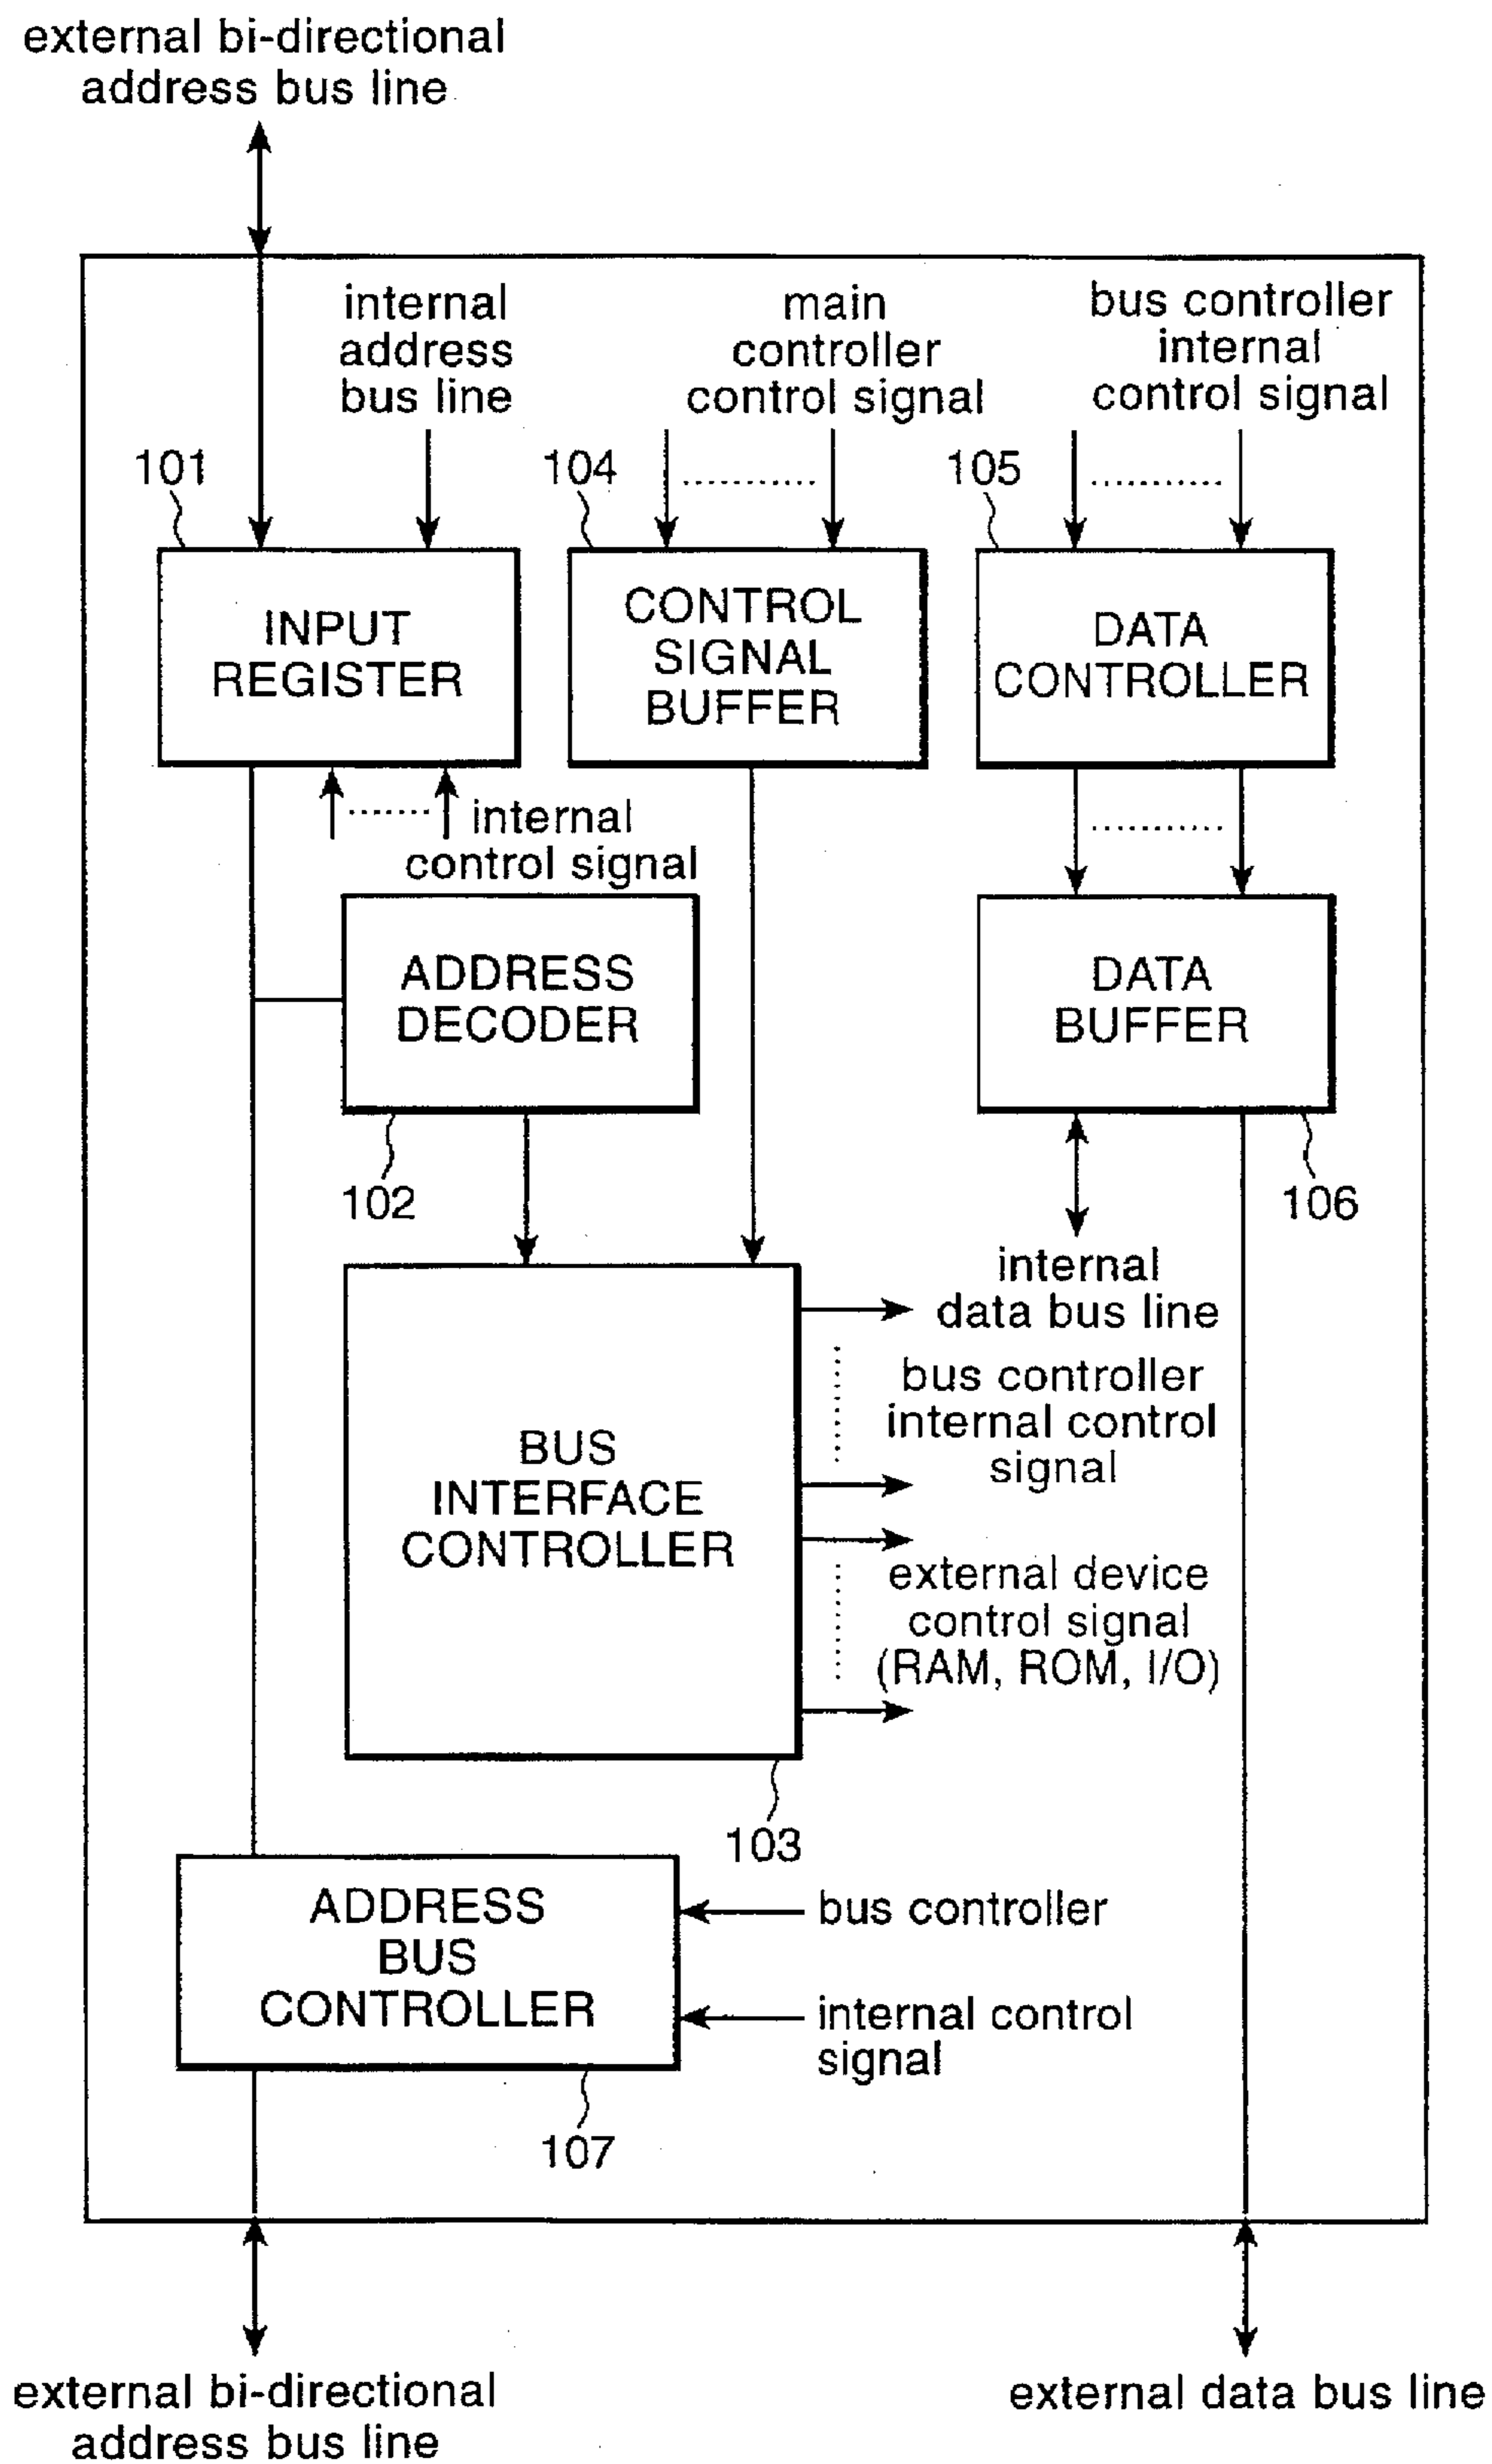 external bi-directional
address bus line
internal
address
bus line
main
controller
control signal
bus controller
internal
control signal
101
104
105
INPUT
REGISTER
CONTROL
SIGNAL
BUFFER
DATA
CONTROLLER
internal
control signal
ADDRESS
DECODER
DATA
BUFFER
102
106
internal
data bus line
bus controller
internal control
signal
BUS
INTERFACE
CONTROLLER
external device
control signal
(RAM, ROM, I/O)
103
ADDRESS
BUS
CONTROLLER
bus controller
internal control
signal
107
external bi-directional
address bus line
external data bus line